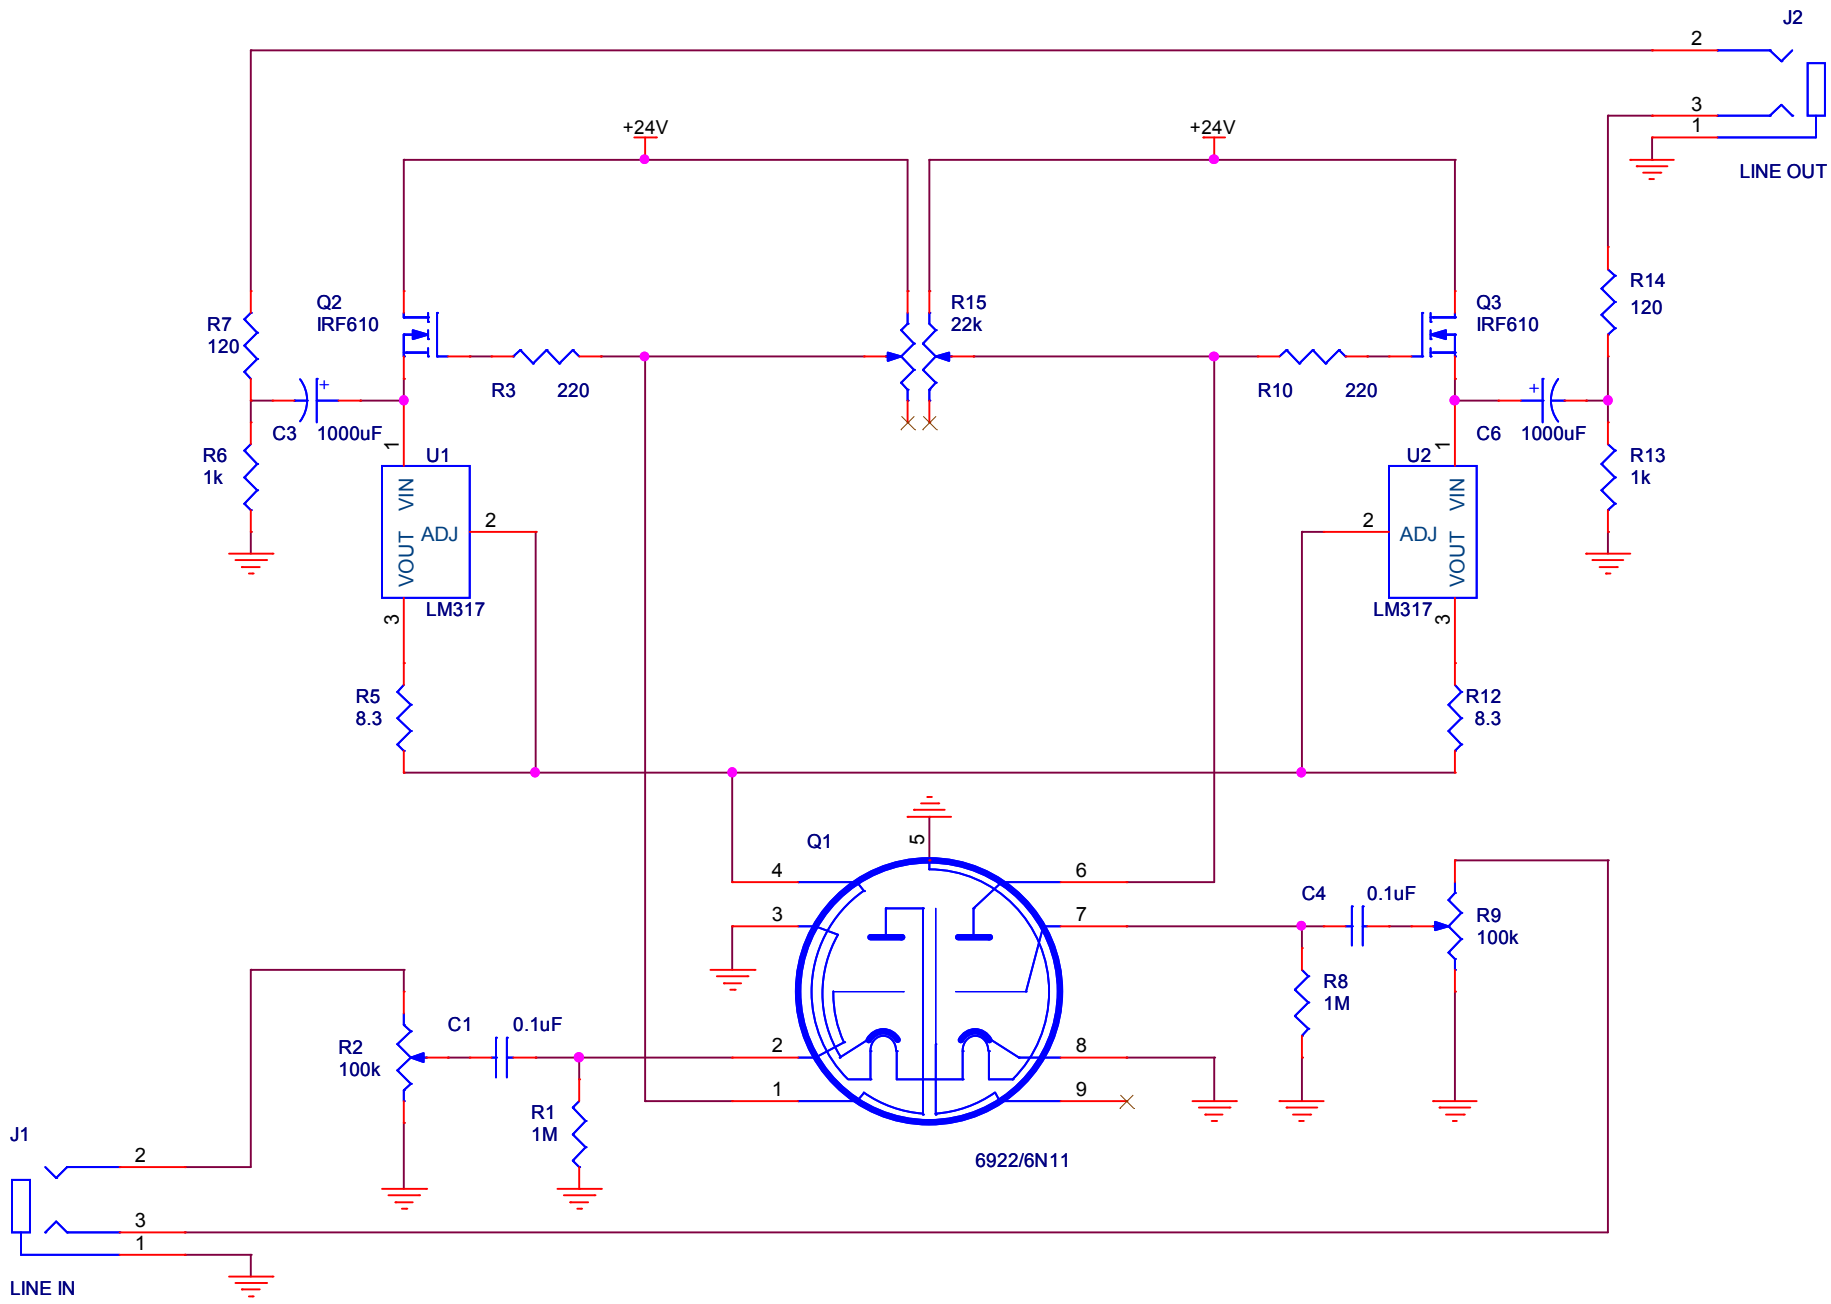 J2
2
3
1
LINE OUT
+24V
+24V
Q2
IRF610
R7
120
R15
22k
Q3
IRF610
R14
120
R3
220
R10
220
+
C3
1000uF
+
C6
1000uF
R6
1k
R13
1k
1
U1
VIN
ADJ
VOUT
2
LM317
3
1
U2
VIN
ADJ
VOUT
2
LM317
3
R5
8.3
R12
8.3
Q1
5
4
6
3
7
2
8
1
9
6922/6N11
C4
0.1uF
R9
100k
R8
1M
C1
0.1uF
R2
100k
R1
1M
J1
2
3
1
LINE IN